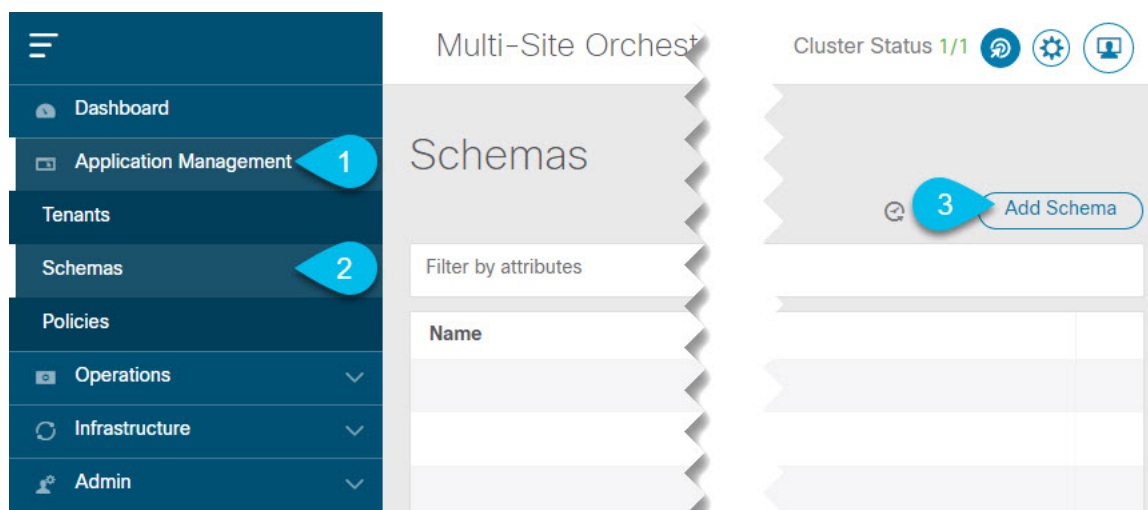 Multi-Site Orchest
Cluster Status 1/1
Dashboard
Application Management
1
Tenants
Schemas
2
Policies
Operations
Infrastructure
Admin
Schemas
3
Add Schema
Filter by attributes
Name